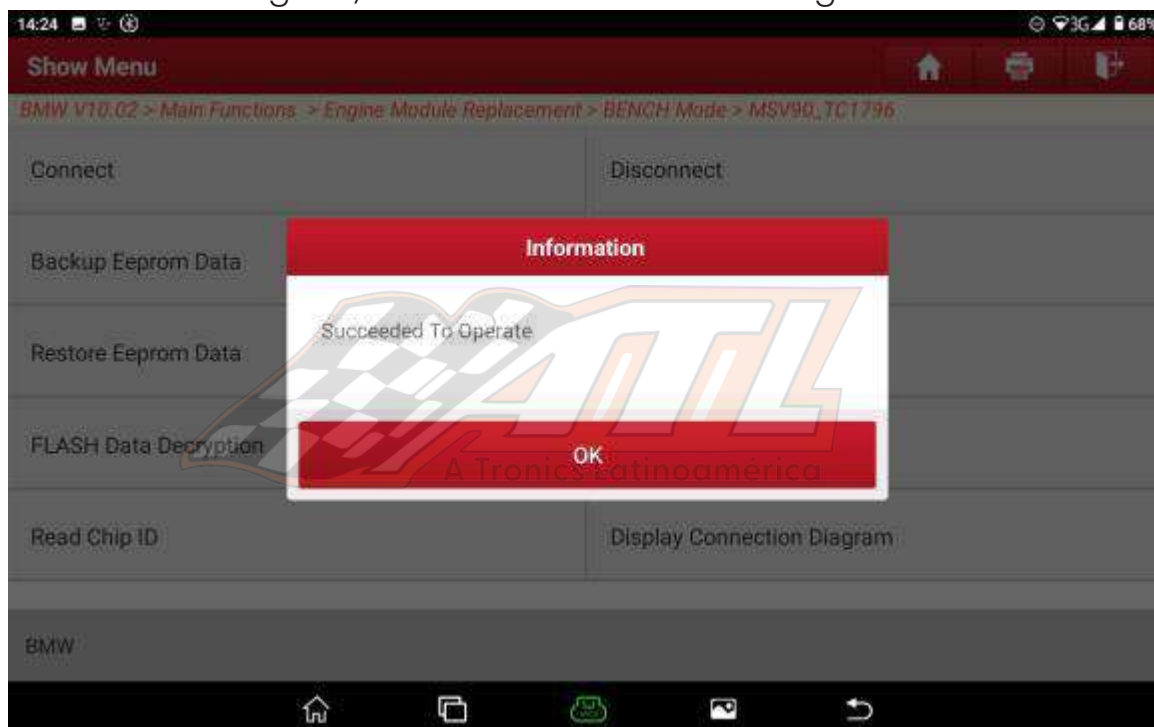 14:24 3G 68%
Show Menu
BMW V10.02 > Main Functions > Engine Module Replacement > BENCH Mode > MSV90_TC1796
Connect Disconnect
Information
Backup Eeprom Data
Succeeded To Operate
Restore Eeprom Data
ATL
FLASH Data Decryption
OK
A Tronics Latinoamérica
Read Chip ID Display Connection Diagram
BMW